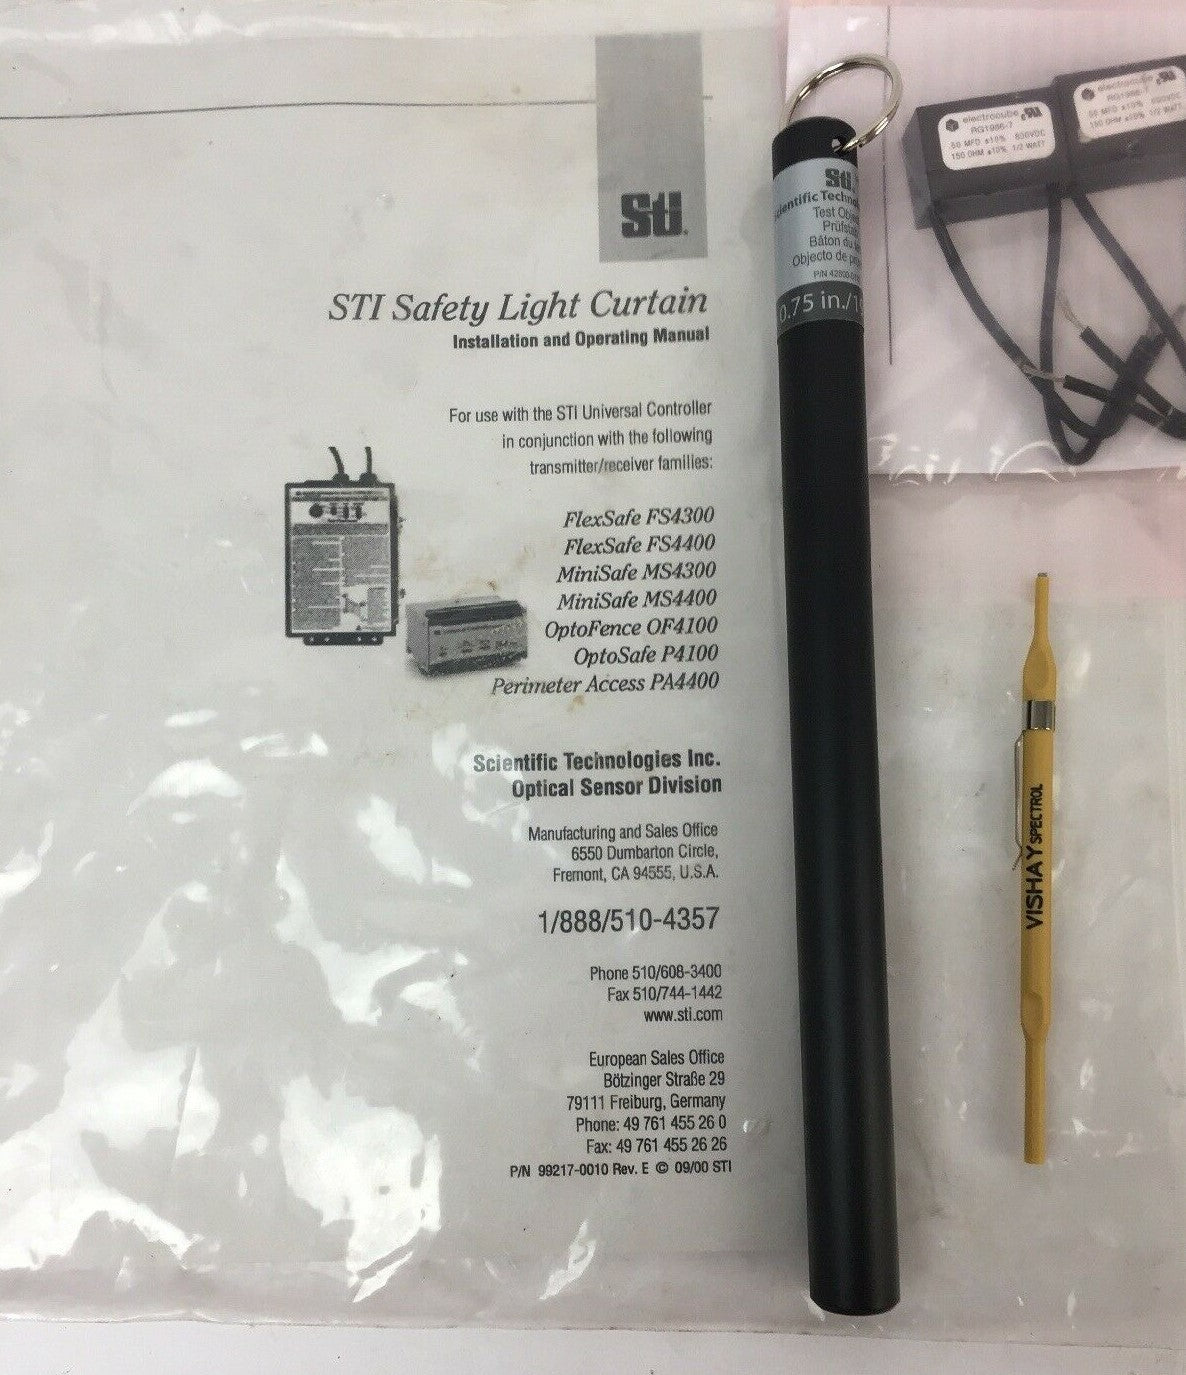 sti.
STI Safety Light Curtain
Installation and Operating Manual
For use with the STI Universal Controller
in conjunction with the following
transmitter/receiver families:
FlexSafe FS4300
FlexSafe FS4400
MiniSafe MS4300
MiniSafe MS4400
OptoFence OF4100
OptoSafe P4100
Perimeter Access PA4400
Scientific Technologies Inc.
Optical Sensor Division
Manufacturing and Sales Office
6550 Dumbarton Circle,
Fremont, CA 94555, U.S.A.
1/888/510-4357
Phone 510/608-3400
Fax 510/744-1442
www.sti.com
European Sales Office
Bötzinger Straße 29
79111 Freiburg, Germany
Phone: 49 761 455 26 0
Fax: 49 761 455 26 26
P/N 99217-0010 Rev. E © 09/00 STI
sti.
Test
Bâton du
Objecto de
P/N
0.75 in./
electrocube
RG1986-7
150 OHM ±10% 1/2 WATT
electrocube
VISHAY SPECTROL